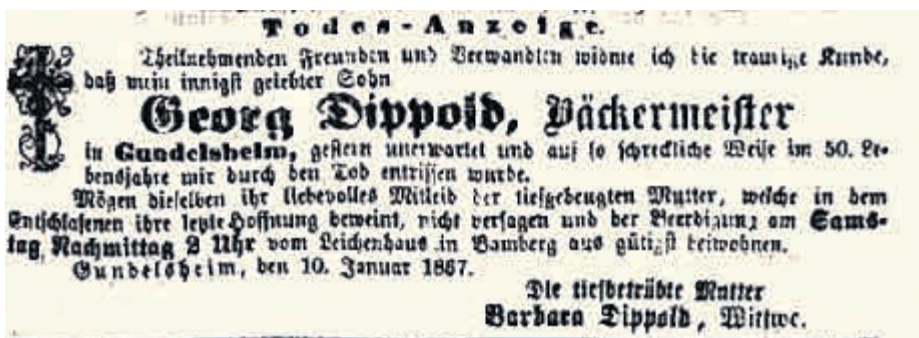 Todes-Anzeige.
Theilnehmenden Freunden und Verwandten widme ich die traurige Kunde,
daß mein innigst geliebter Sohn
Georg Dippold, Bäckermeister
in Gundelsheim, gestern unerwartet und auf so schreckliche Weise im 50. Le-
bensjahre mir durch den Tod entrissen wurde.
Mögen dieselben ihr liebevolles Mitleid der tiefgebeugten Mutter, welche in dem
Entschlafenen ihre letzte Hoffnung beweint, nicht versagen und der Beerdigung am Sams-
tag Nachmittag 2 Uhr vom Leichenhaus in Bamberg aus gütigst beiwohnen.
Gundelsheim, den 10. Januar 1867.
Die tiefbetrübte Mutter
Barbara Dippold, Wittwe.